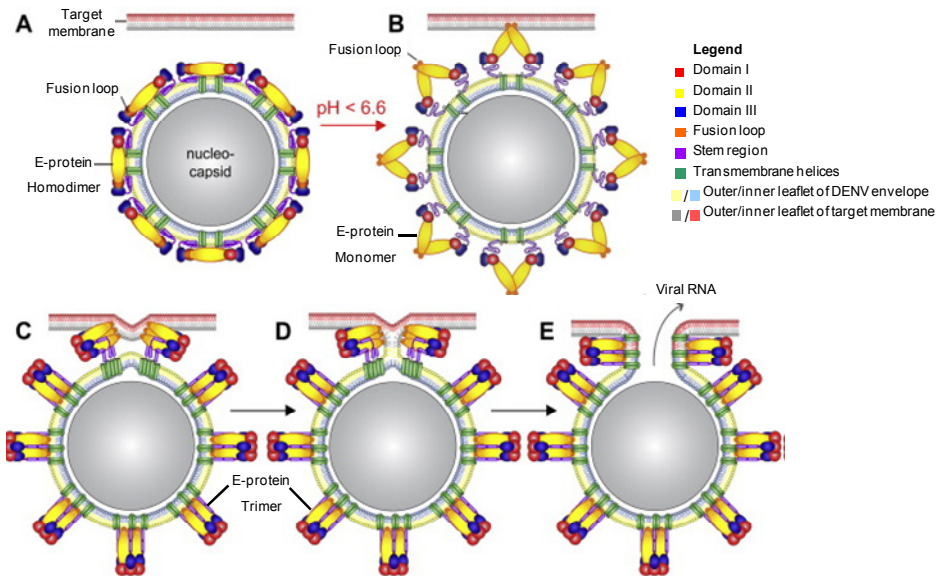 A
Target
membrane
Fusion loop
E-protein
Homodimer
nucleo-
capsid
pH < 6.6
B
Fusion loop
E-protein
Monomer
Legend
Domain I
Domain II
Domain III
Fusion loop
Stem region
Transmembrane helices
/ Outer/inner leaflet of DENV envelope
/ Outer/inner leaflet of target membrane
C
D
E
Viral RNA
E-protein
Trimer